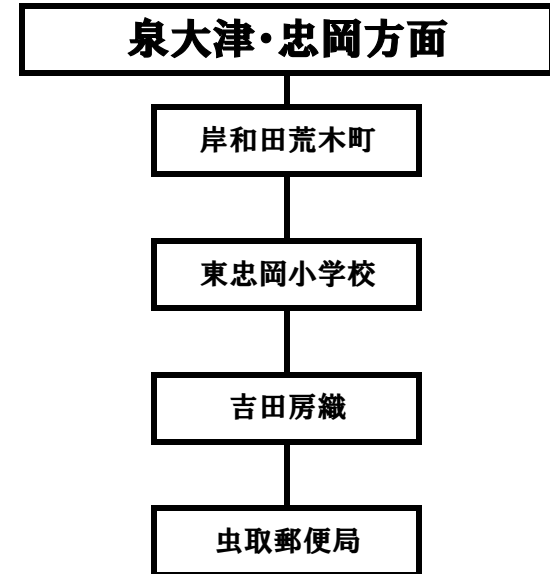 泉大津・忠岡方面
岸和田荒木町
東忠岡小学校
吉田房織
虫取郵便局